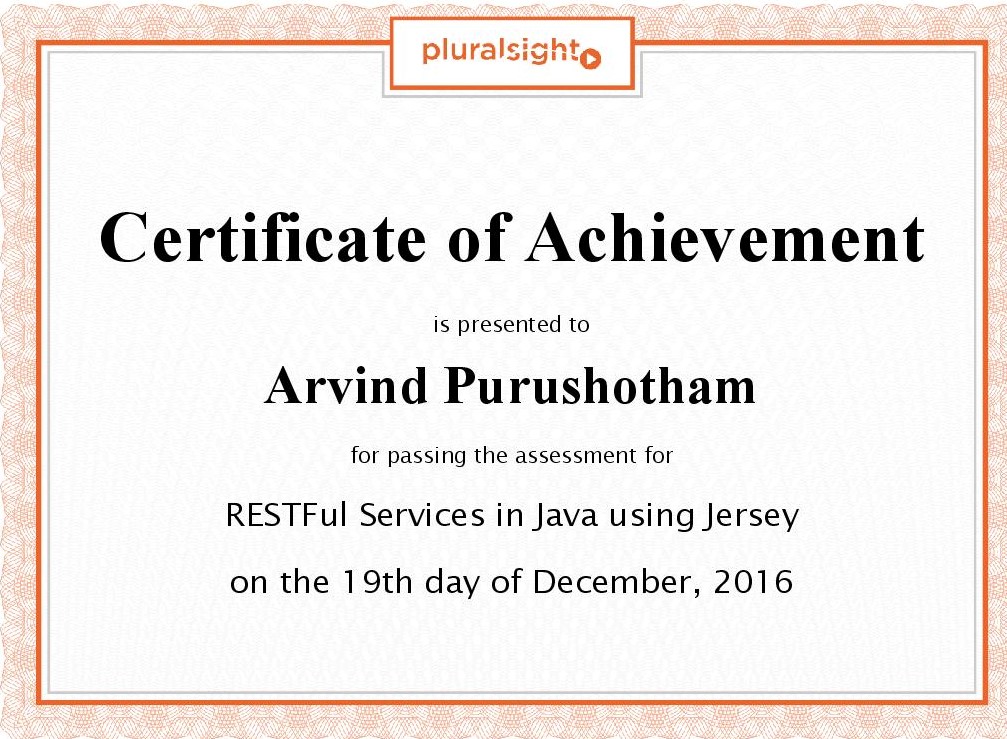 pluralsight
Certificate of Achievement
is presented to
Arvind Purushotham
for passing the assessment for
RESTFul Services in Java using Jersey
on the 19th day of December, 2016